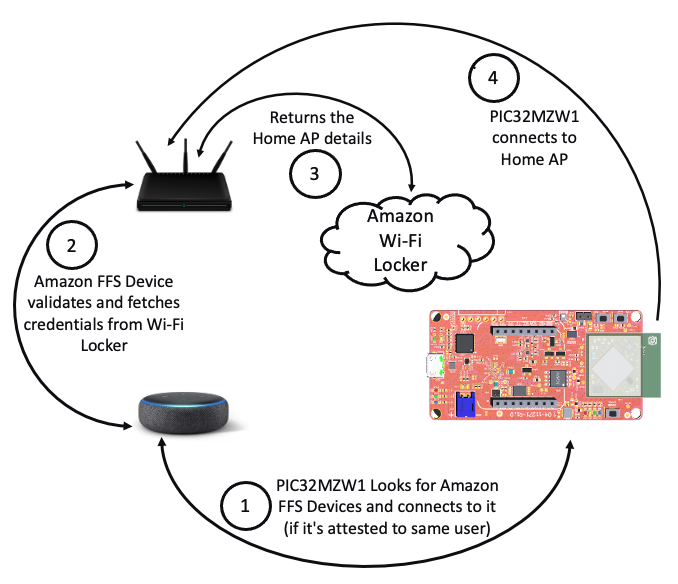 4
PIC32MZW1
connects to
Home AP
Returns the
Home AP details
3
Amazon
Wi-Fi
Locker
2
Amazon FFS Device
validates and fetches
credentials from Wi-Fi
Locker
1
PIC32MZW1 Looks for Amazon
FFS Devices and connects to it
(if it's attested to same user)